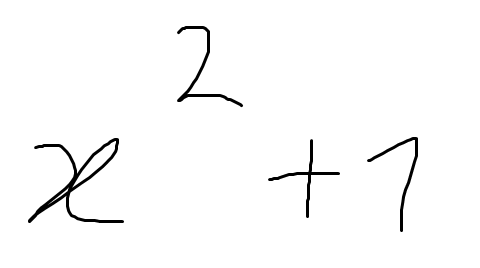 x² + 1